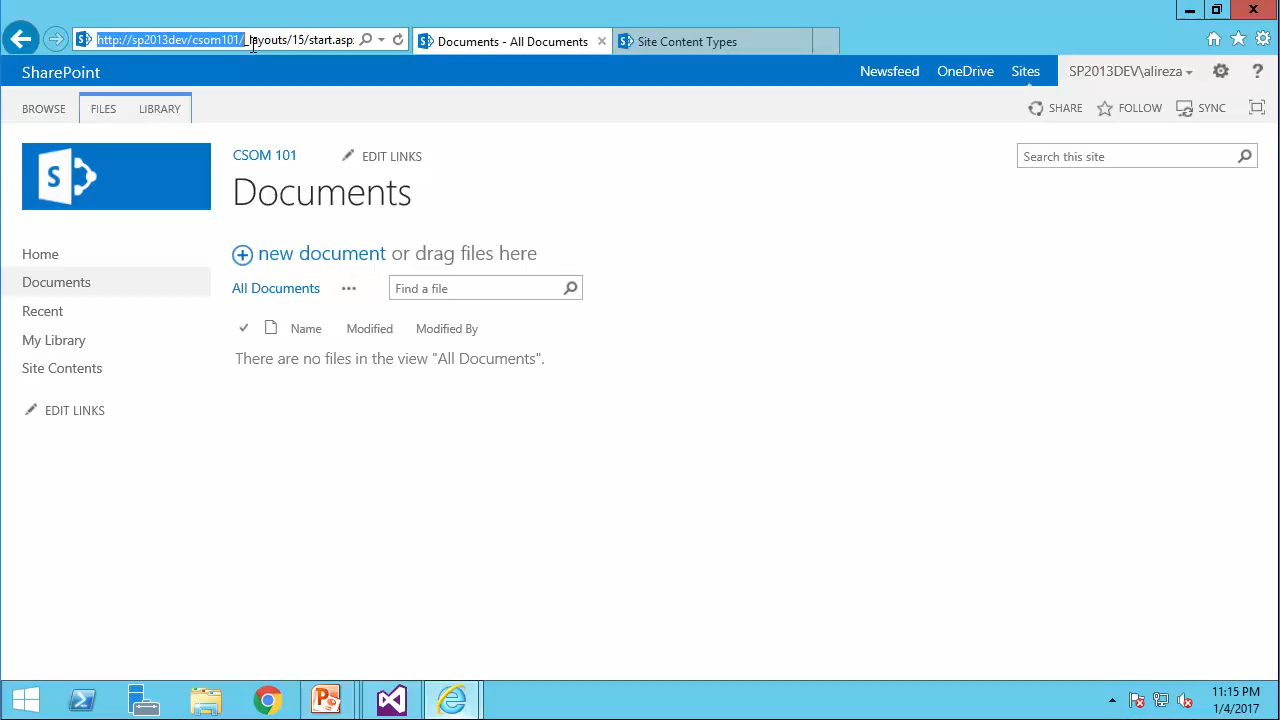 http://sp2013dev/csom101/_layouts/15/start.asp:
Documents - All Documents
Site Content Types
SharePoint
Newsfeed
OneDrive
Sites
SP2013DEV\alireza
BROWSE
FILES
LIBRARY
SHARE
FOLLOW
SYNC
S
CSOM 101
EDIT LINKS
Search this site
Documents
Home
Documents
Recent
My Library
Site Contents
EDIT LINKS
new document or drag files here
All Documents
Find a file
Name
Modified
Modified By
There are no files in the view "All Documents".
11:15 PM
1/4/2017